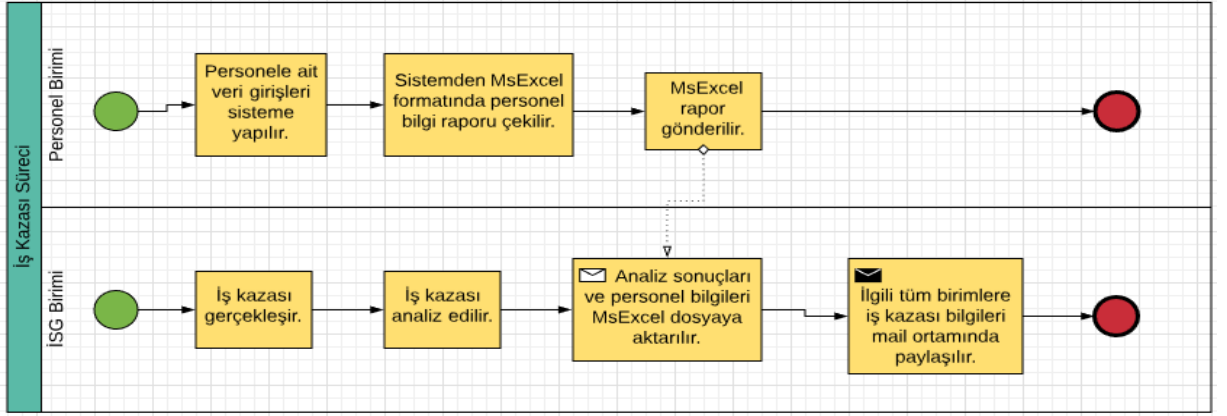 İş Kazası Süreci
Personel Birimi
Personele ait
veri girişleri
sisteme
yapılır.
Sistemden MsExcel
formatında personel
bilgi raporu çekilir.
MsExcel
rapor
gönderilir.
İSG Birimi
İş kazası
gerçekleşir.
İş kazası
analiz edilir.
Analiz sonuçları
ve personel bilgileri
MsExcel dosyaya
aktarılır.
İlgili tüm birimlere
iş kazası bilgileri
mail ortamında
paylaşılır.